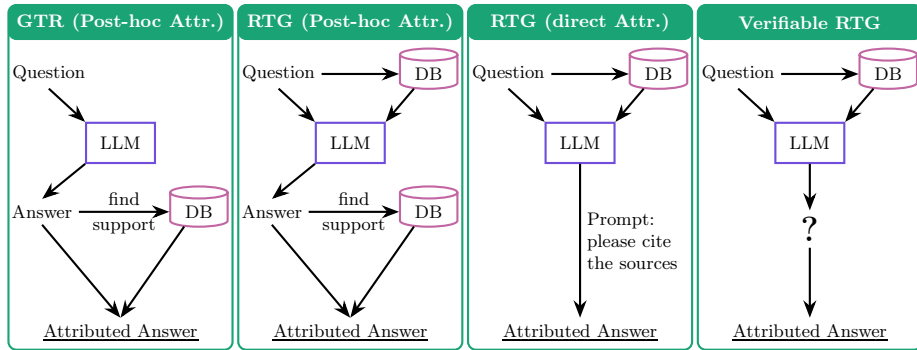 GTR (Post-hoc Attr.)
Question
LLM
Answer
find
support
DB
Attributed Answer
RTG (Post-hoc Attr.)
Question
DB
LLM
Answer
find
support
DB
Attributed Answer
RTG (direct Attr.)
Question
DB
LLM
Prompt:
please cite
the sources
Attributed Answer
Verifiable RTG
Question
DB
LLM
?
Attributed Answer